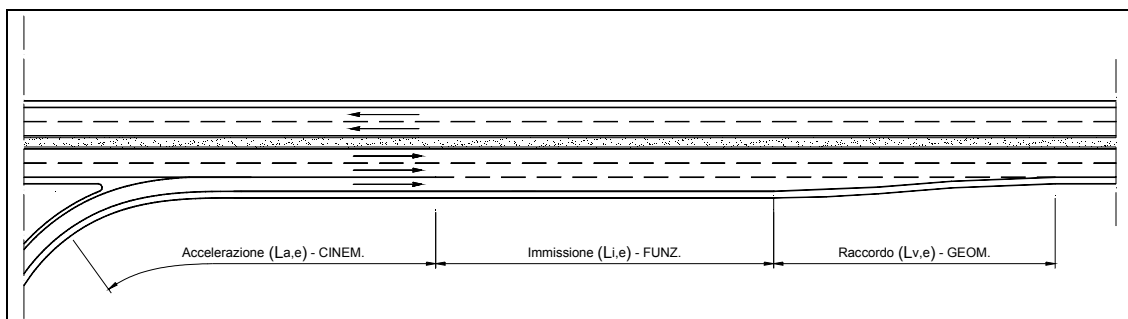 Accelerazione (La,e) - CINEM.
Immissione (Li,e) - FUNZ.
Raccordo (Lv,e) - GEOM.